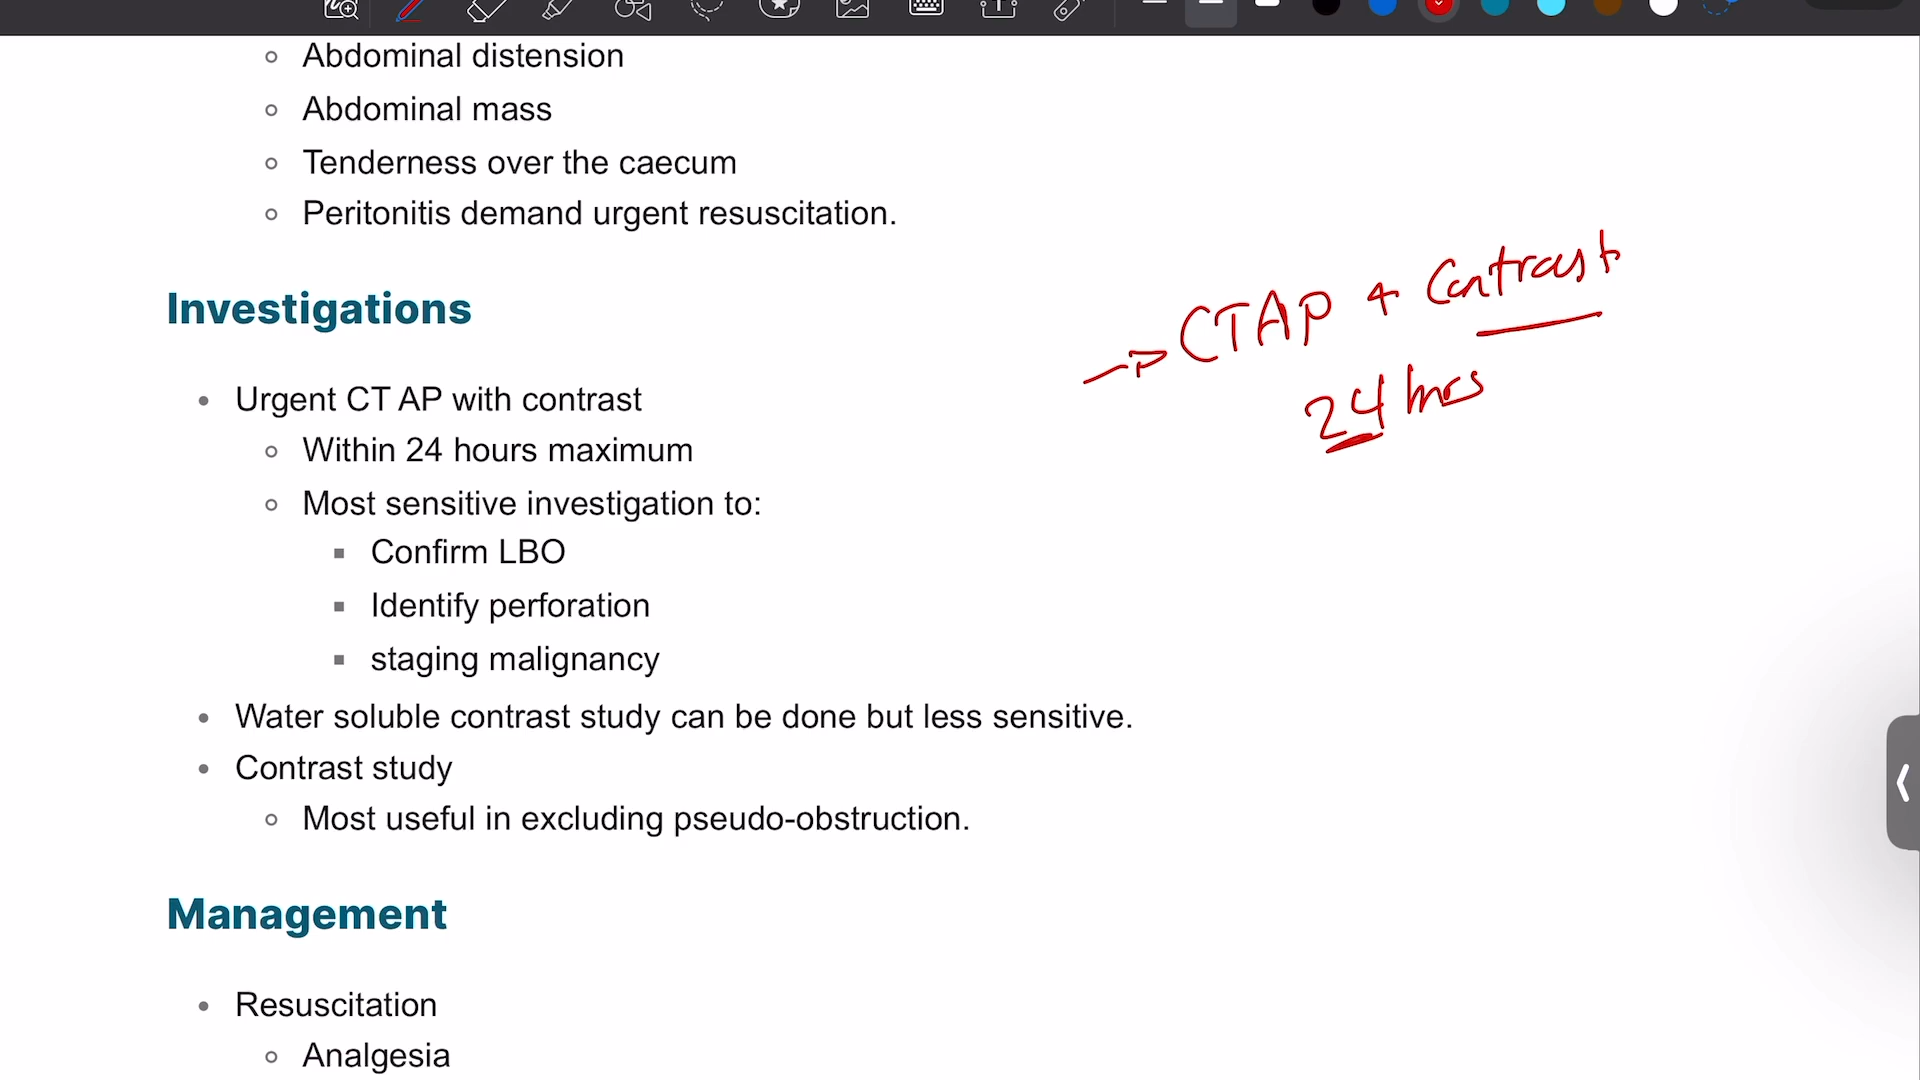 Abdominal distension
Abdominal mass
Tenderness over the caecum
Peritonitis demand urgent resuscitation.
Investigations
CTAP + Contrast
24 hrs
Urgent CT AP with contrast
Within 24 hours maximum
Most sensitive investigation to:
Confirm LBO
Identify perforation
staging malignancy
Water soluble contrast study can be done but less sensitive.
Contrast study
Most useful in excluding pseudo-obstruction.
Management
Resuscitation
Analgesia